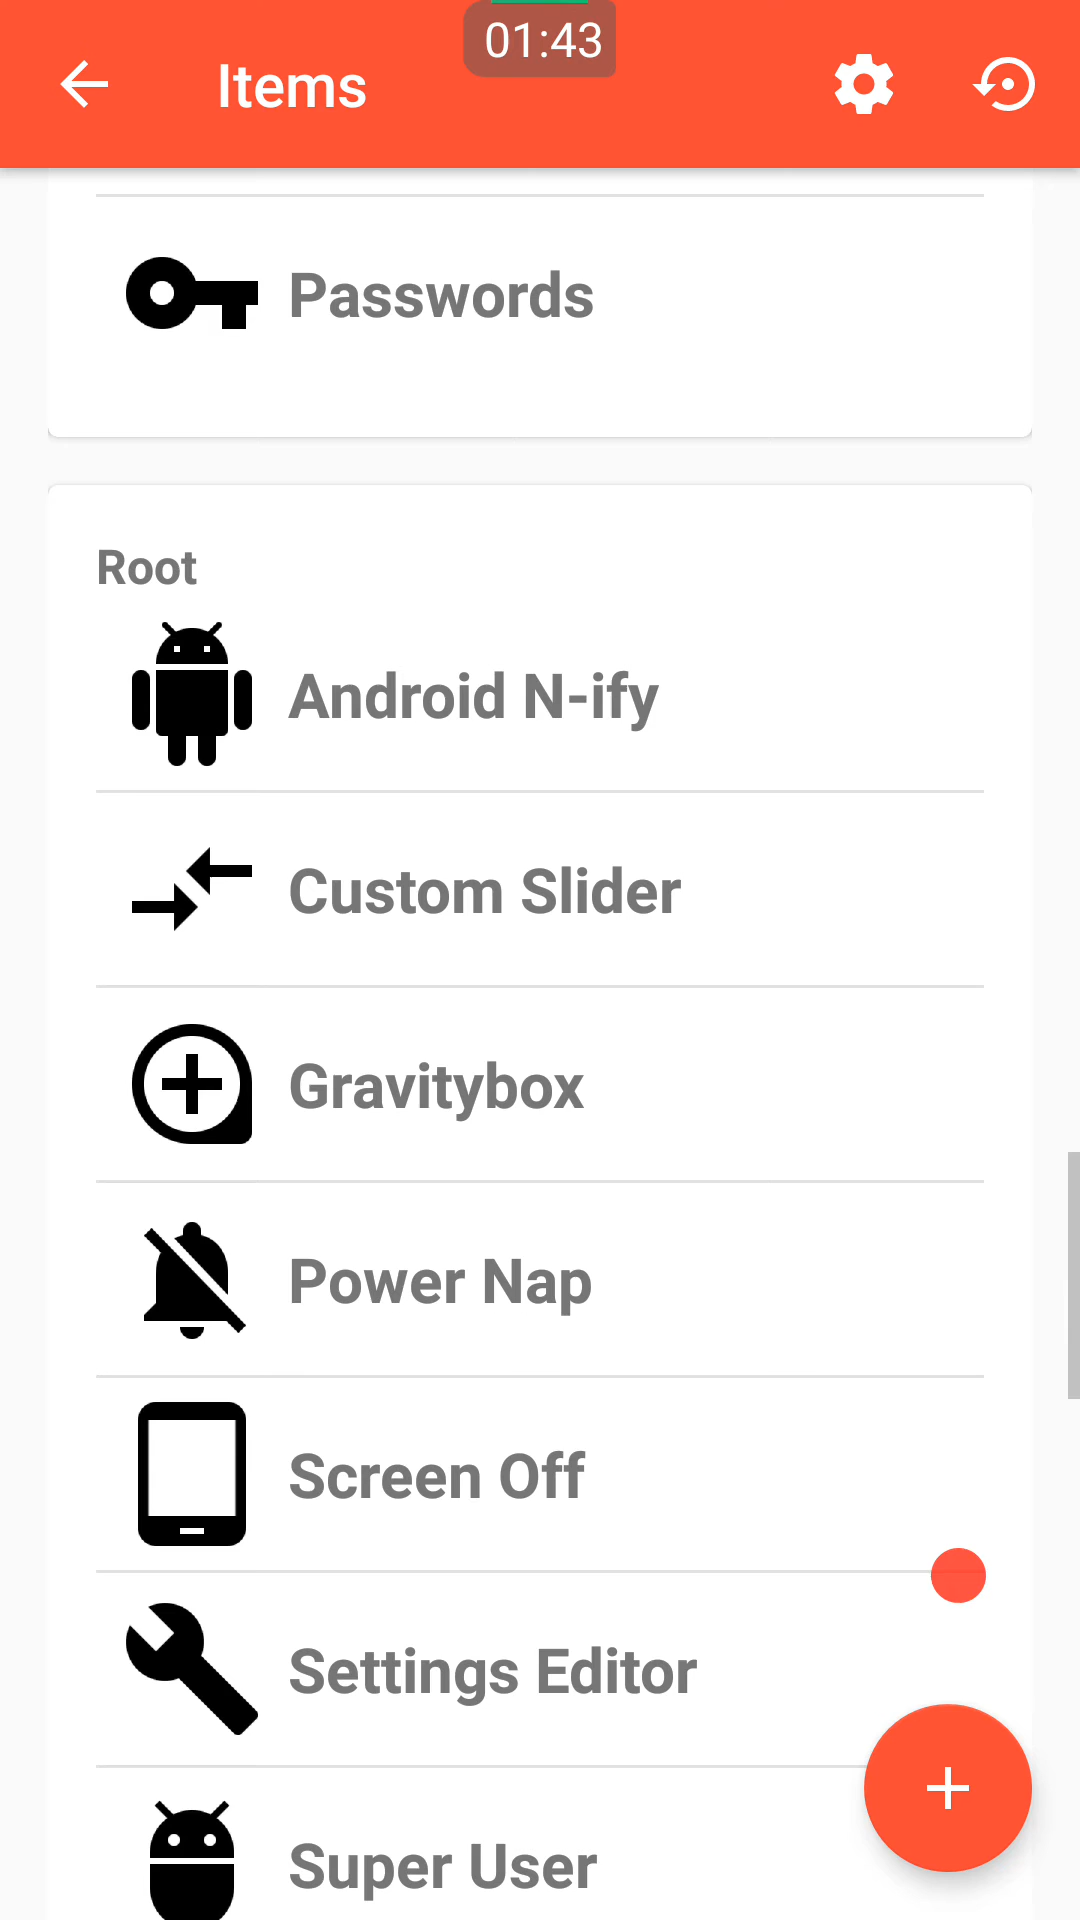 01:43
Items
Passwords
Root
Android N-ify
Custom Slider
Gravitybox
Power Nap
Screen Off
Settings Editor
Super User